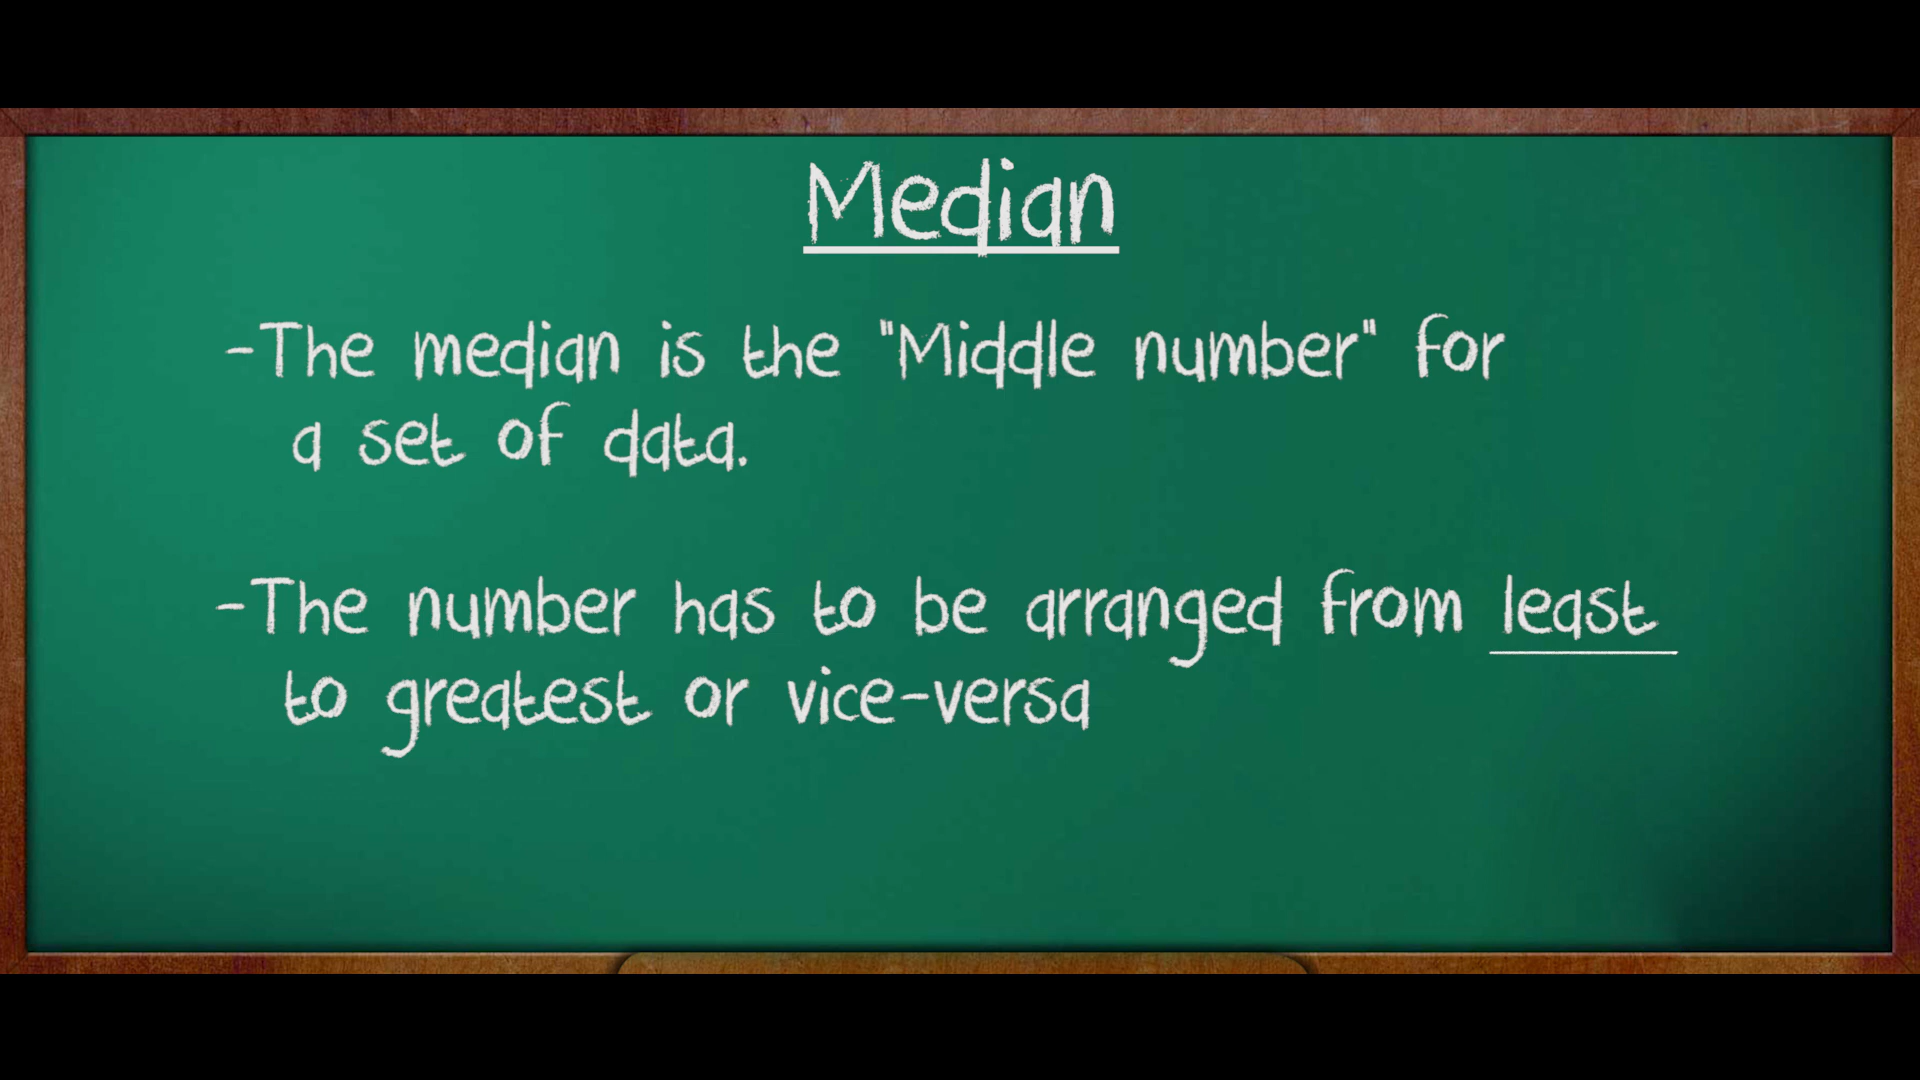 Median
-The median is the "Middle number" for
a set of data.
-The number has to be arranged from least
to greatest or vice-versa